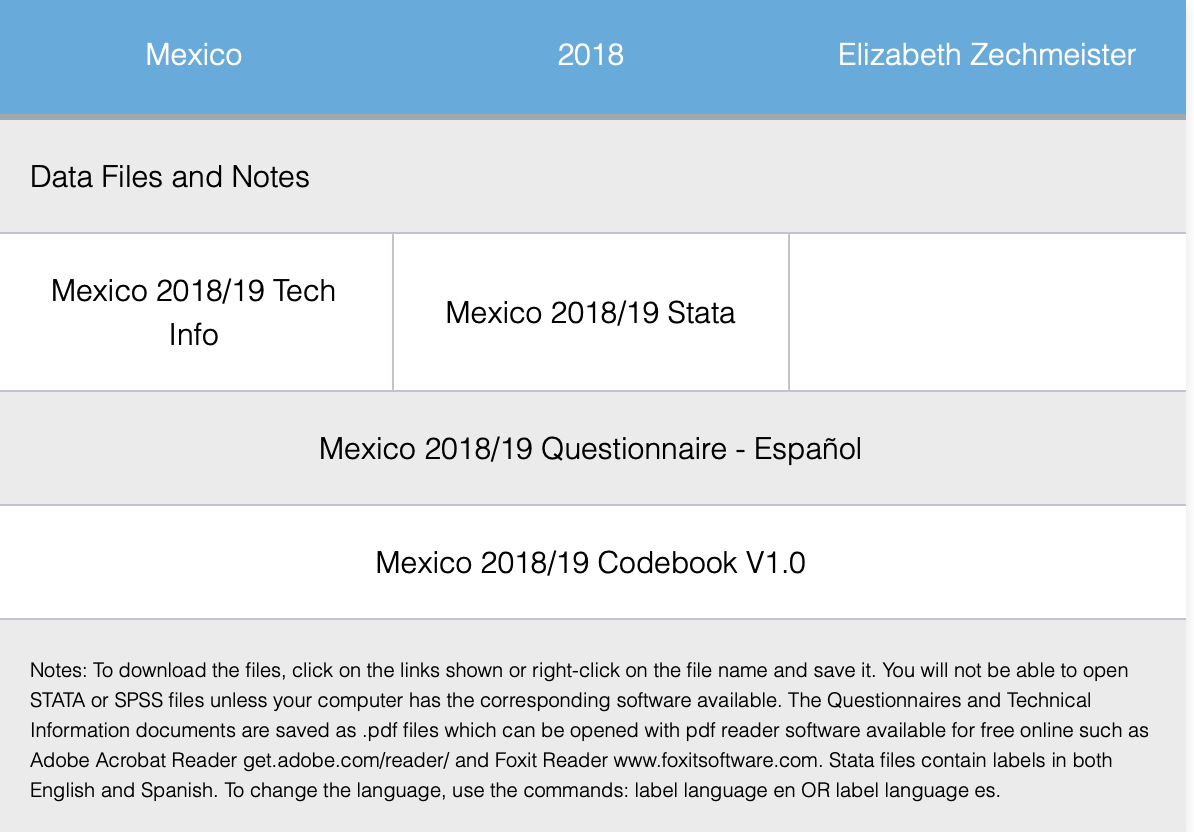 Mexico 2018 Elizabeth Zechmeister
Data Files and Notes
Mexico 2018/19 Tech
Info
Mexico 2018/19 Stata
Mexico 2018/19 Questionnaire - Español
Mexico 2018/19 Codebook V1.0
Notes: To download the files, click on the links shown or right-click on the file name and save it. You will not be able to open
STATA or SPSS files unless your computer has the corresponding software available. The Questionnaires and Technical
Information documents are saved as .pdf files which can be opened with pdf reader software available for free online such as
Adobe Acrobat Reader get.adobe.com/reader/ and Foxit Reader www.foxitsoftware.com. Stata files contain labels in both
English and Spanish. To change the language, use the commands: label language en OR label language es.